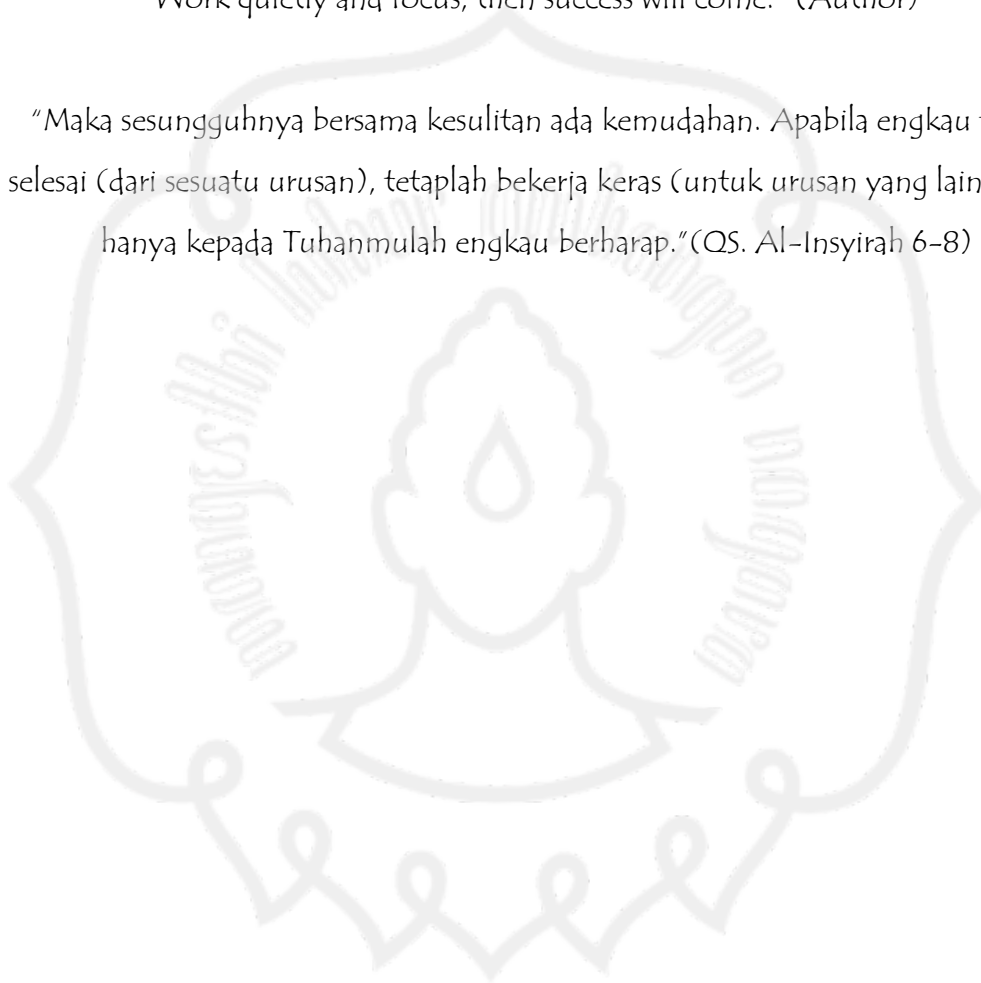 Work quietly and focus, then success will come." (Author)
"Maka sesungguhnya bersama kesulitan ada kemudahan. Apabila engkau
selesai (dari sesuatu urusan), tetaplah bekerja keras (untuk urusan yang lain
hanya kepada Tuhanmulah engkau berharap."(QS. Al-Insyirah 6-8)